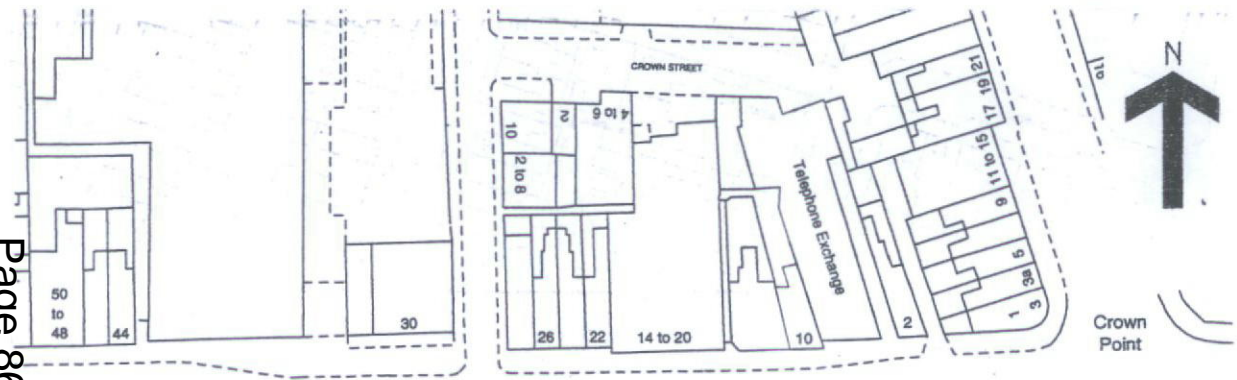 CROWN STREET
N
10
2
4 to 6
2 to 8
Telephone Exchange
21
19
17
11 to 15
9
5
3a
3
1
50
to
48
44
30
26
22
14 to 20
10
2
Crown
Point
Page 86